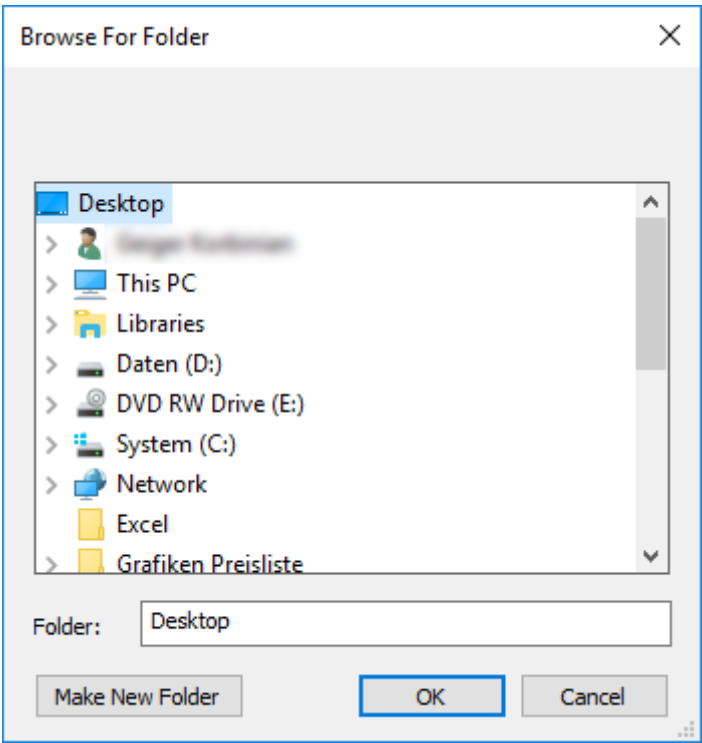 Browse For Folder
Desktop
This PC
Libraries
Daten (D:)
DVD RW Drive (E:)
System (C:)
Network
Excel
Grafiken Preisliste
Folder:
Desktop
Make New Folder
OK
Cancel